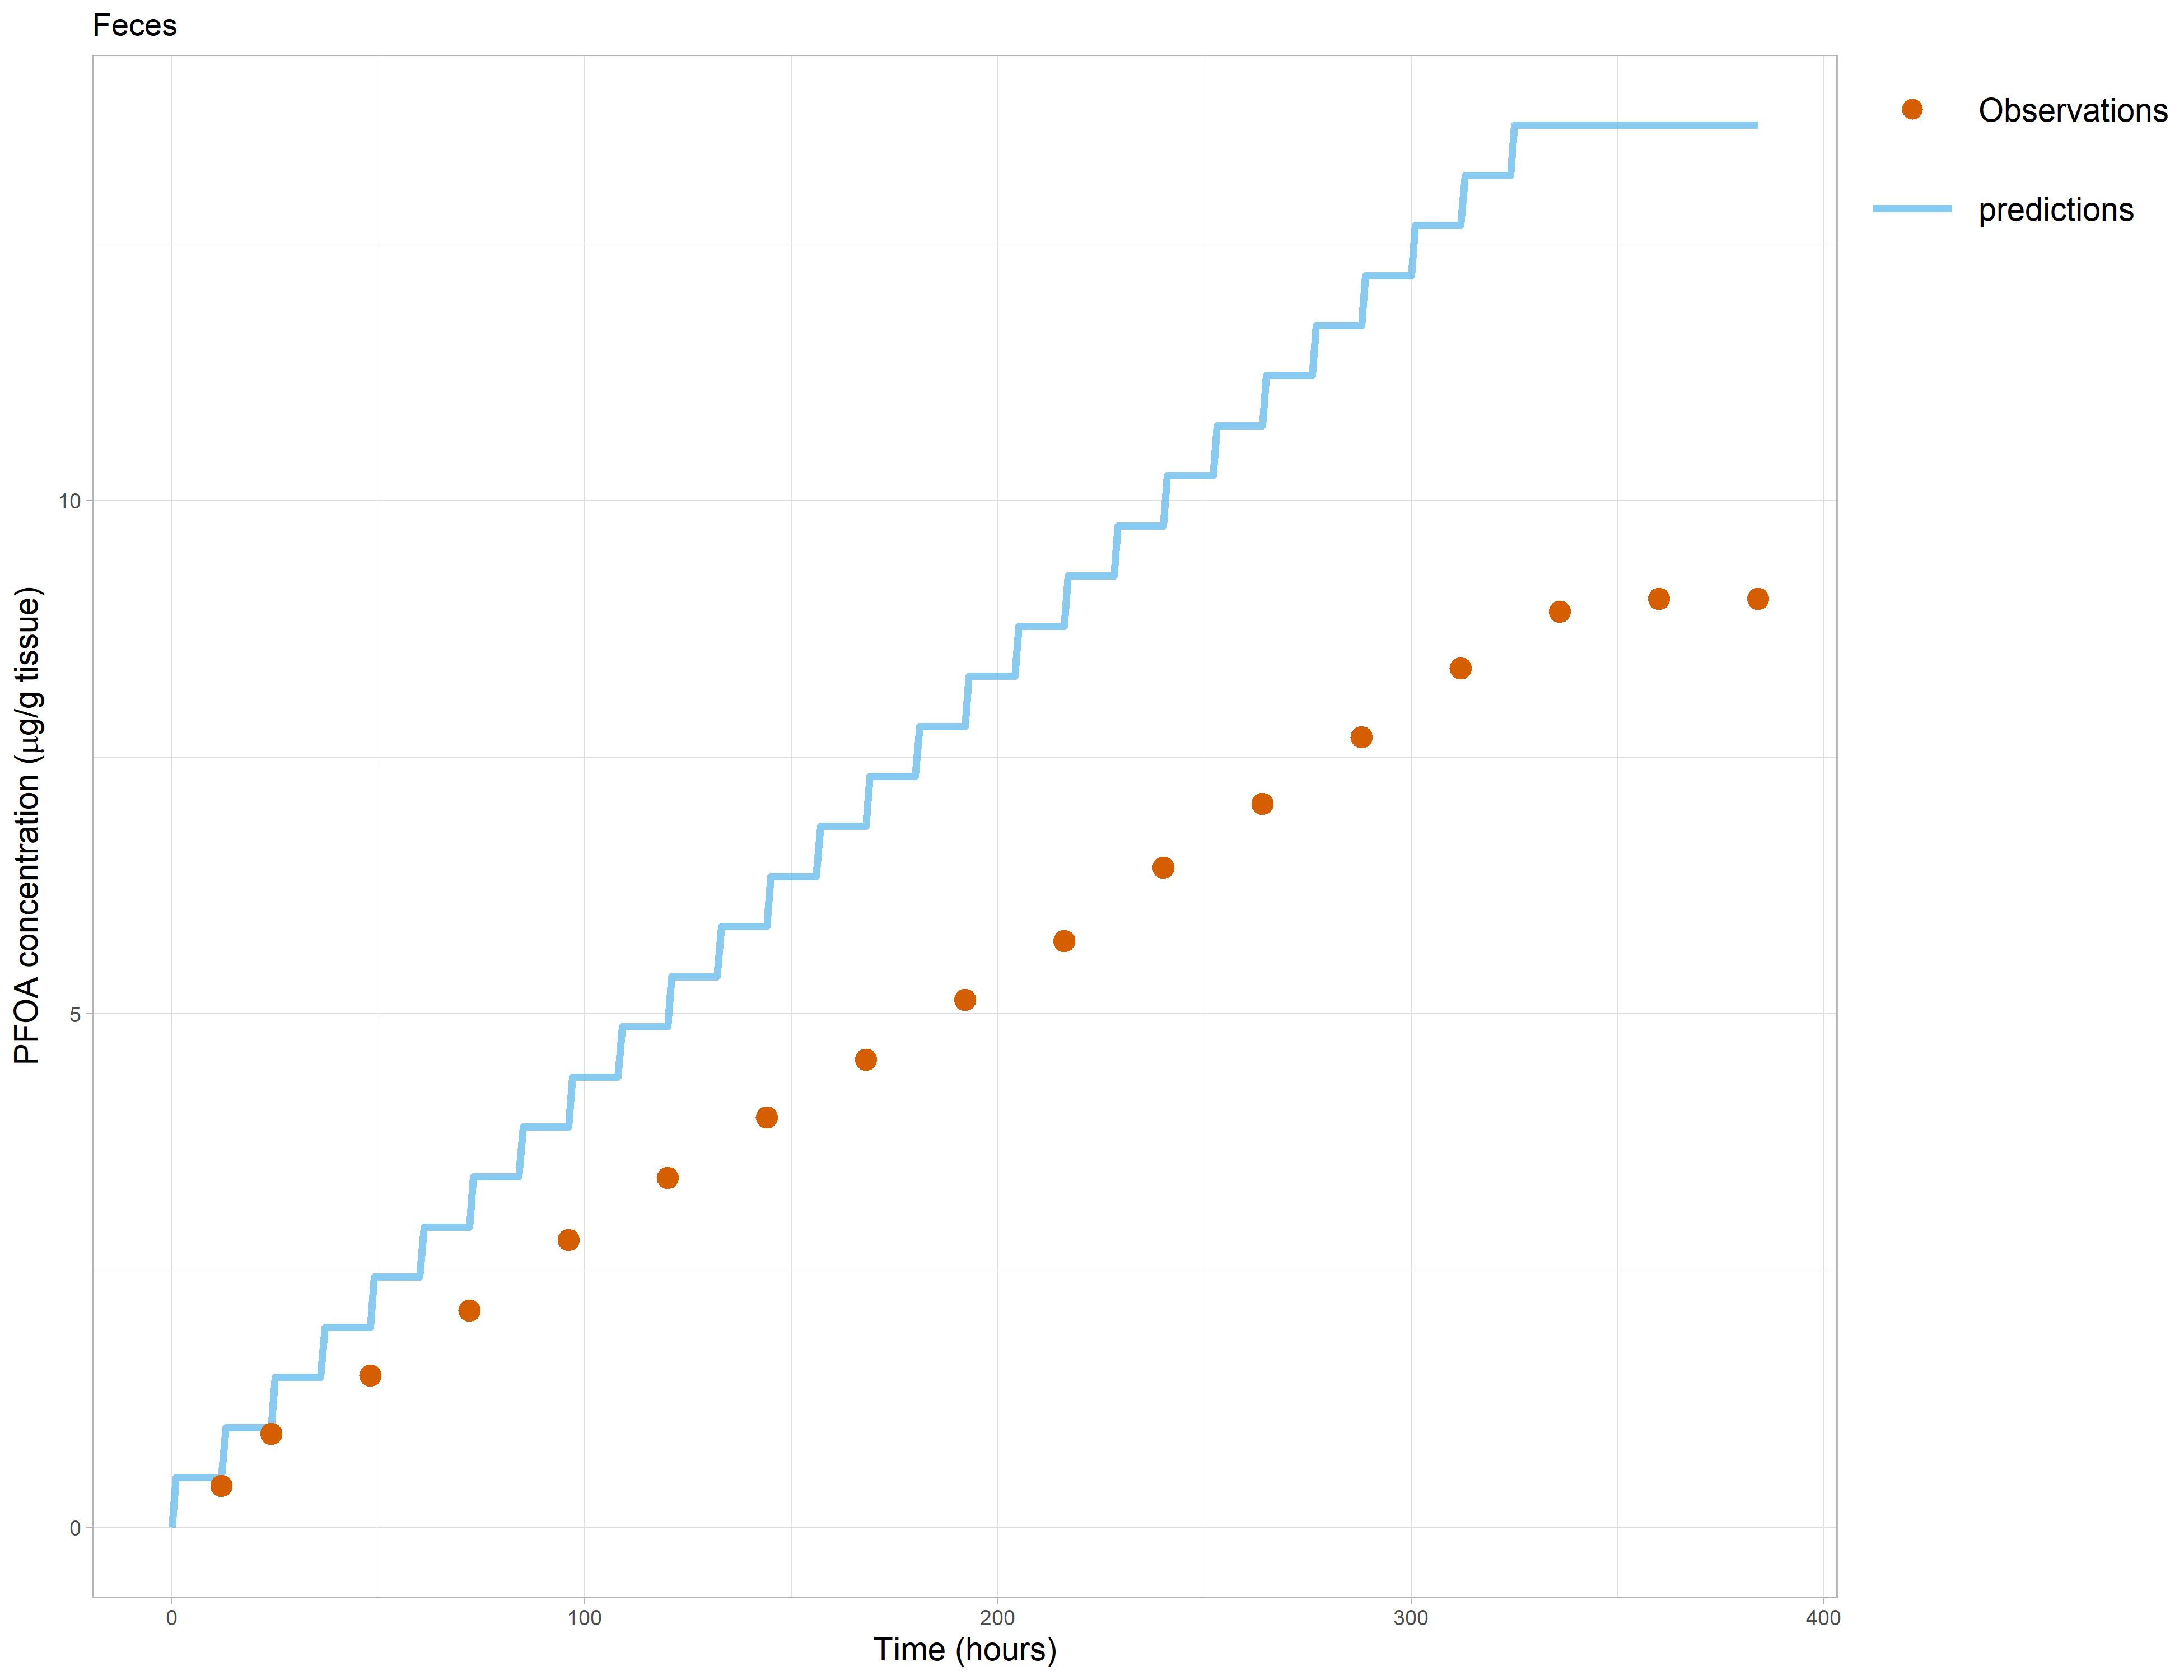 Feces
Observations
predictions
PFOA concentration (μg/g tissue)
10
5
0
0 100 200 300 400
Time (hours)